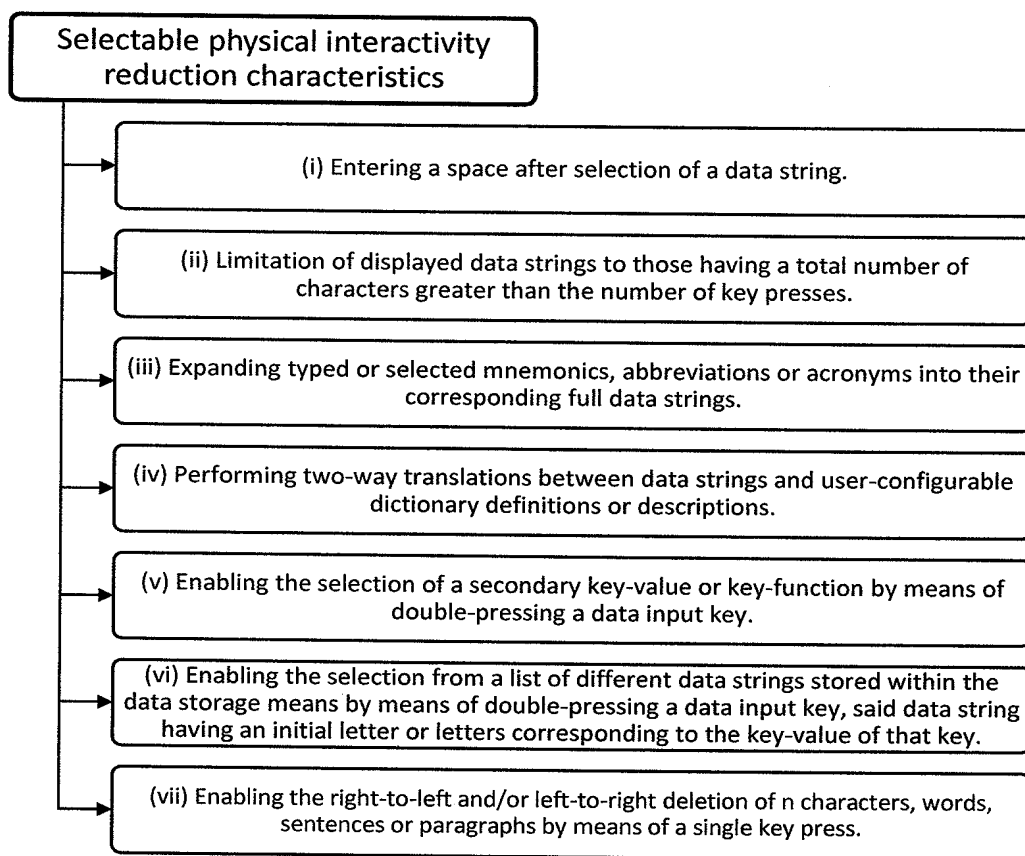 Selectable physical interactivity
reduction characteristics
(i) Entering a space after selection of a data string.
(ii) Limitation of displayed data strings to those having a total number of
characters greater than the number of key presses.
(iii) Expanding typed or selected mnemonics, abbreviations or acronyms into their
corresponding full data strings.
(iv) Performing two-way translations between data strings and user-configurable
dictionary definitions or descriptions.
(v) Enabling the selection of a secondary key-value or key-function by means of
double-pressing a data input key.
(vi) Enabling the selection from a list of different data strings stored within the
data storage means by means of double-pressing a data input key, said data string
having an initial letter or letters corresponding to the key-value of that key.
(vii) Enabling the right-to-left and/or left-to-right deletion of n characters, words,
sentences or paragraphs by means of a single key press.